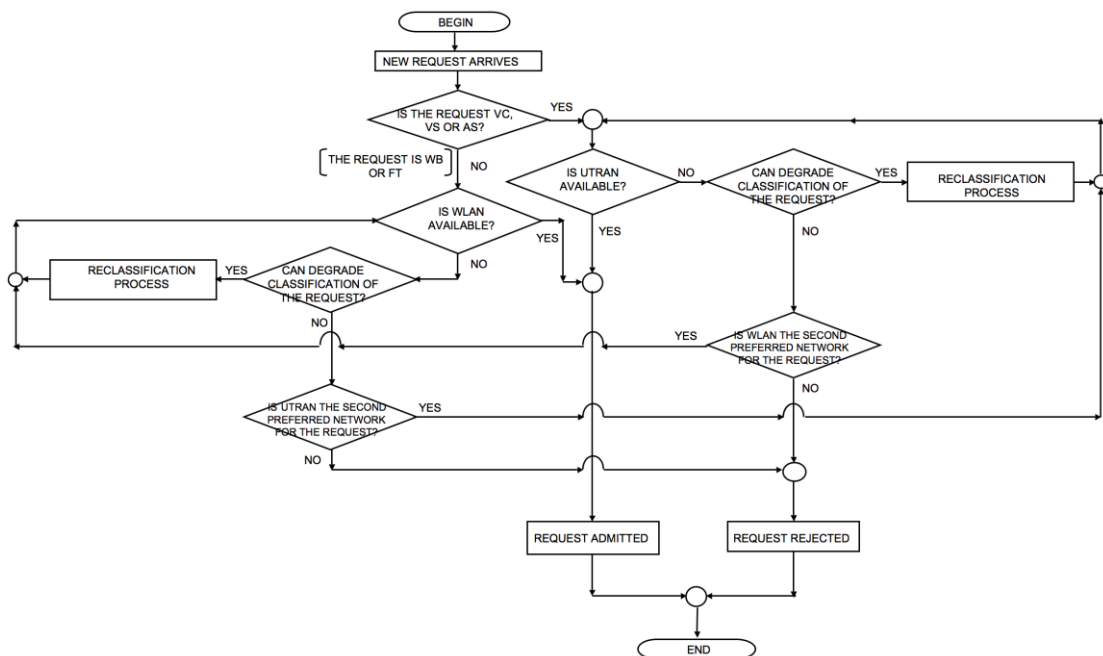 BEGIN
NEW REQUEST ARRIVES
IS THE REQUEST VC,
VS OR AS?
YES
THE REQUEST IS WB
OR FT
NO
IS UTRAN
AVAILABLE?
NO
CAN DEGRADE
CLASSIFICATION OF
THE REQUEST?
YES
RECLASSIFICATION
PROCESS
IS WLAN
AVAILABLE?
YES
YES
NO
NO
RECLASSIFICATION
PROCESS
YES
CAN DEGRADE
CLASSIFICATION OF
THE REQUEST?
NO
YES
IS WLAN THE SECOND
PREFERRED NETWORK
FOR THE REQUEST?
NO
IS UTRAN THE SECOND
PREFERRED NETWORK
FOR THE REQUEST?
YES
NO
REQUEST ADMITTED
REQUEST REJECTED
END